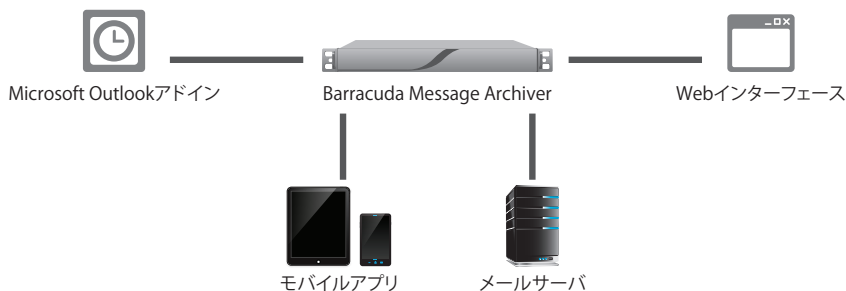 Microsoft Outlookアドイン
Barracuda Message Archiver
Webインターフェース
モバイルアプリ
メールサーバ